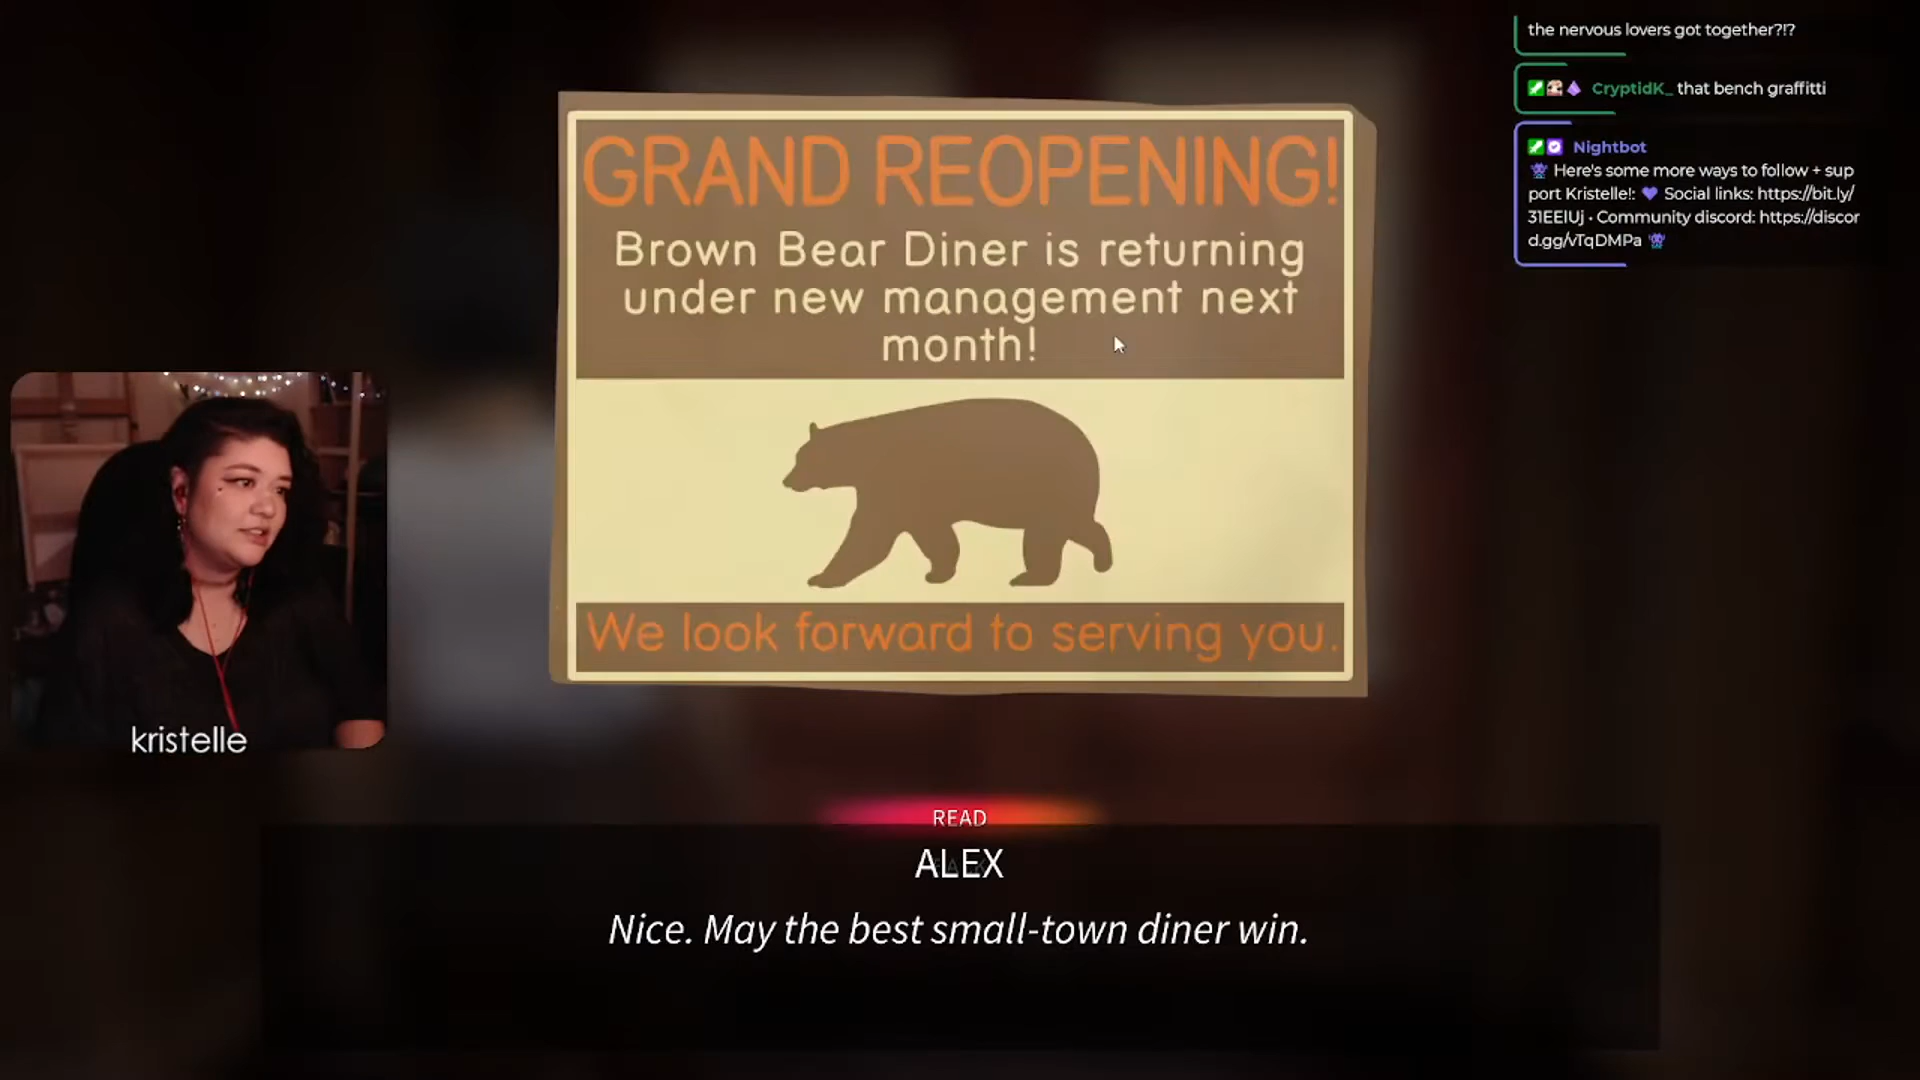 the nervous lovers got together?!?
CryptidK_ that bench graffitti
Nightbot
Here's some more ways to follow + sup
port Kristelle!: Social links: https://bit.ly/
31EEIUj • Community discord: https://discor
d.gg/vTqDMPa
GRAND REOPENING!
Brown Bear Diner is returning
under new management next
month!
We look forward to serving you.
kristelle
READ
ALEX
Nice. May the best small-town diner win.